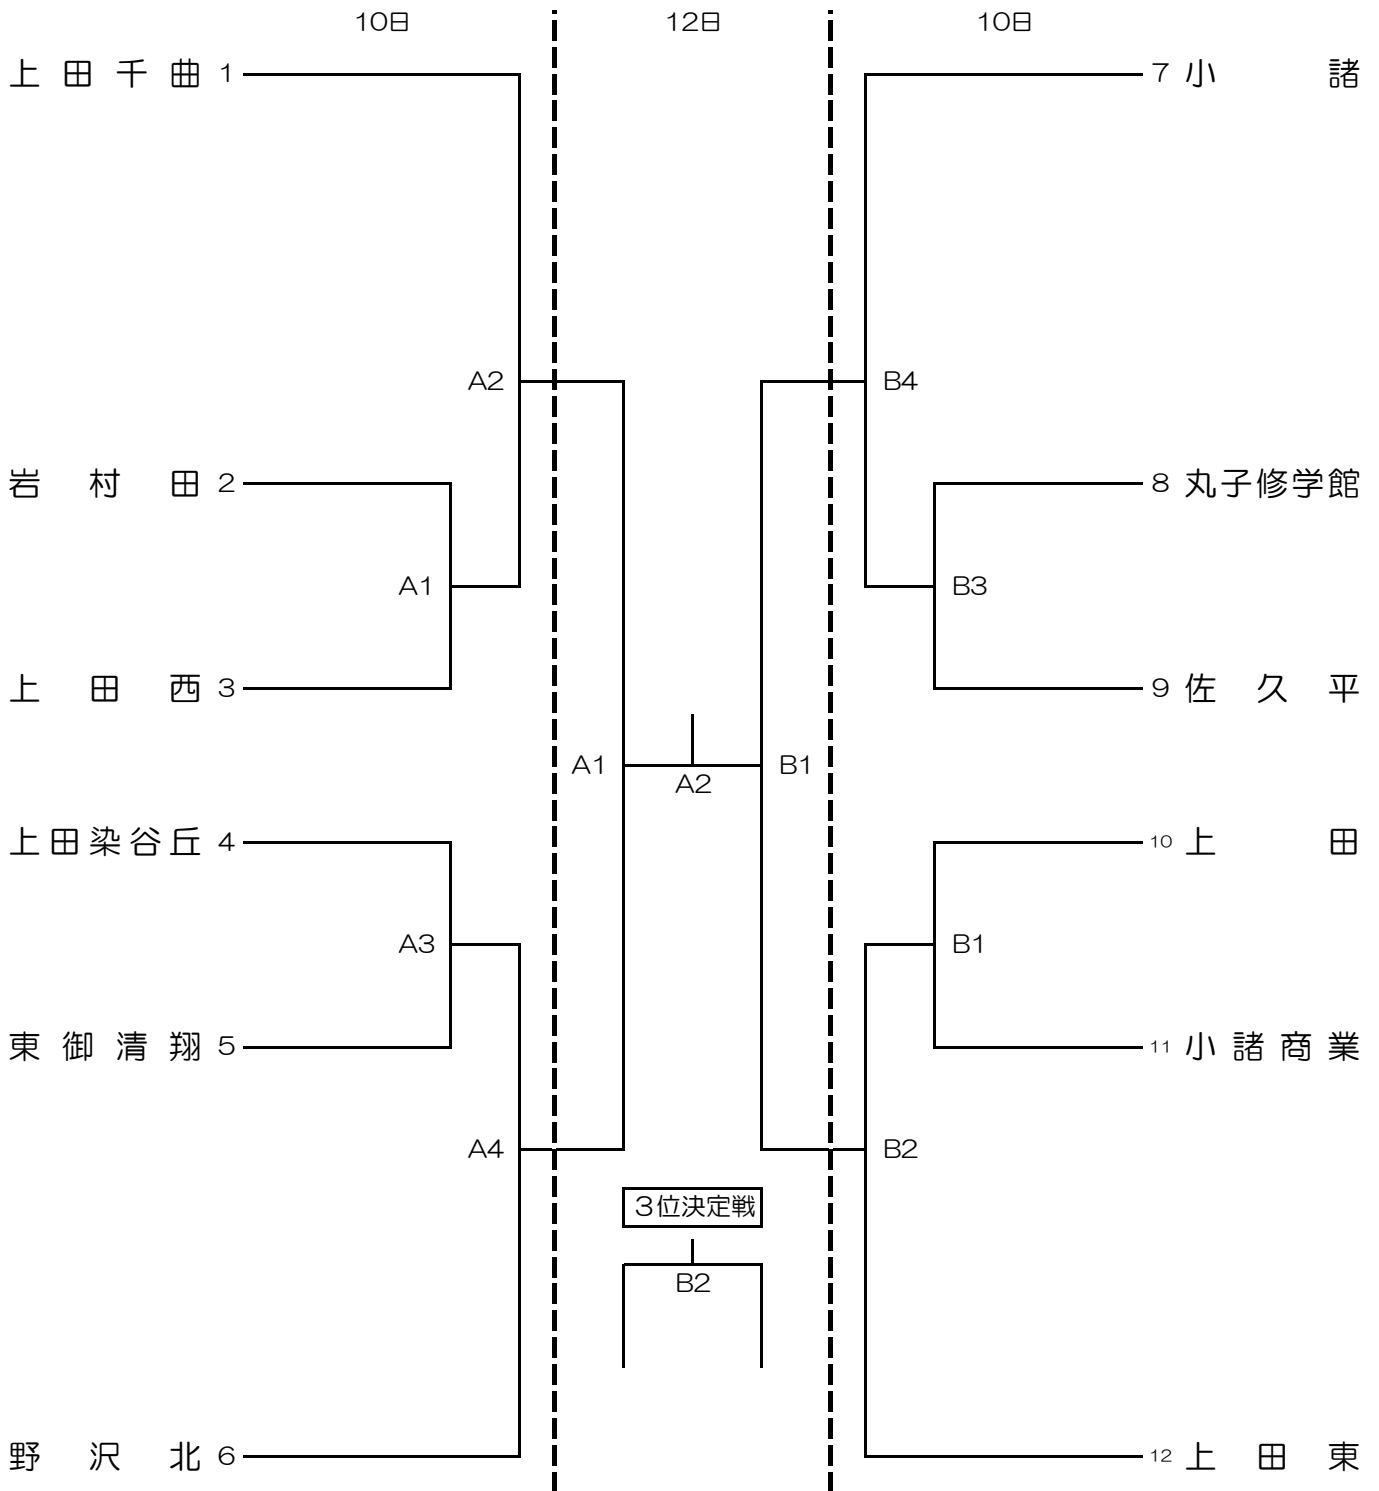 10日 12日 10日
上田千曲 1 7 小諸
A2 B4
岩村田 2 8 丸子修学館
A1 B3
上田西 3 9 佐久平
A1 A2 B1
上田染谷丘 4 10 上田
A3 B1
東御清翔 5 11 小諸商業
A4 B2
3位決定戦
B2
野沢北 6 12 上田東